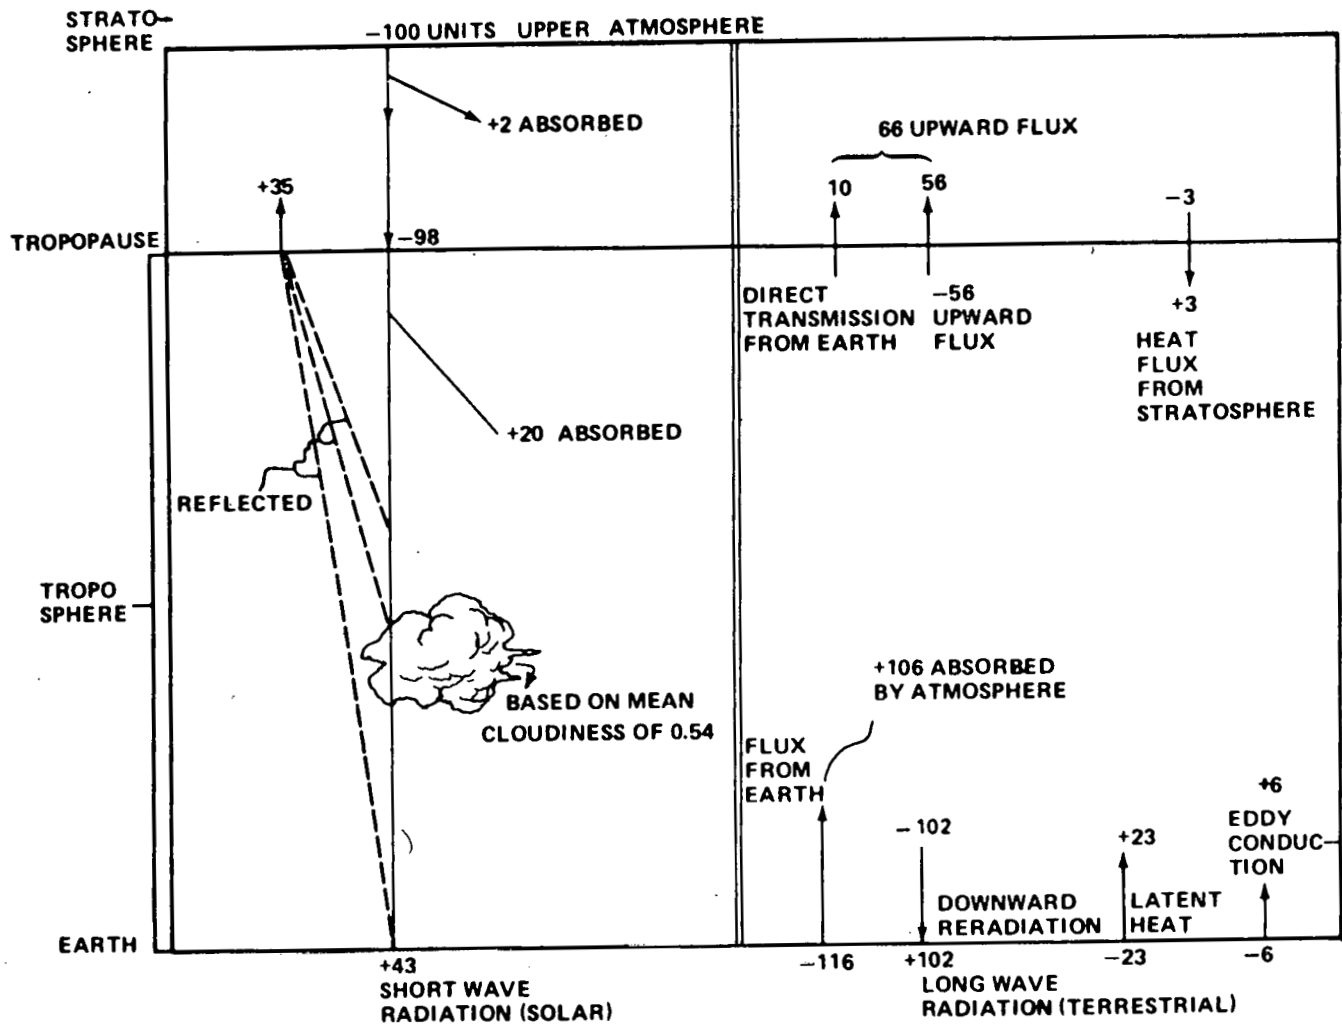 STRATO-
SPHERE
-100 UNITS UPPER ATMOSPHERE
+2 ABSORBED
66 UPWARD FLUX
+35
10
56
-3
TROPOPAUSE
-98
DIRECT
TRANSMISSION
FROM EARTH
-56
UPWARD
FLUX
+3
HEAT
FLUX
FROM
STRATOSPHERE
+20 ABSORBED
REFLECTED
TROPO
SPHERE
BASED ON MEAN
CLOUDINESS OF 0.54
+106 ABSORBED
BY ATMOSPHERE
FLUX
FROM
EARTH
-102
+23
+6
EDDY
CONDUC-
TION
DOWNWARD
RERADIATION
LATENT
HEAT
EARTH
+43
SHORT WAVE
RADIATION (SOLAR)
-116
+102
-23
-6
LONG WAVE
RADIATION (TERRESTRIAL)